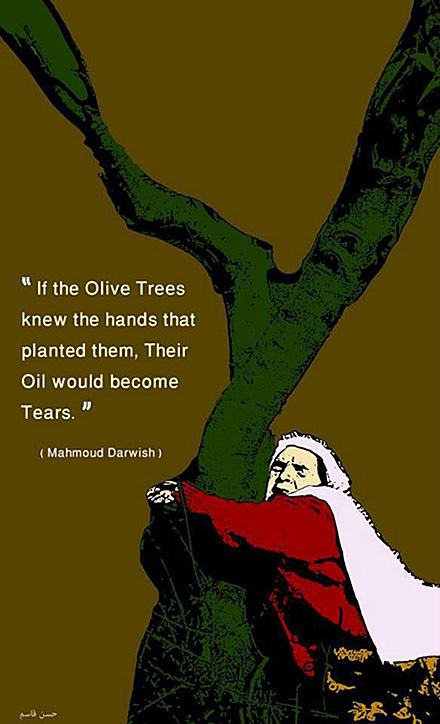 " If the Olive Trees
knew the hands that
planted them, Their
Oil would become
Tears. "
( Mahmoud Darwish )
حسن قاسم